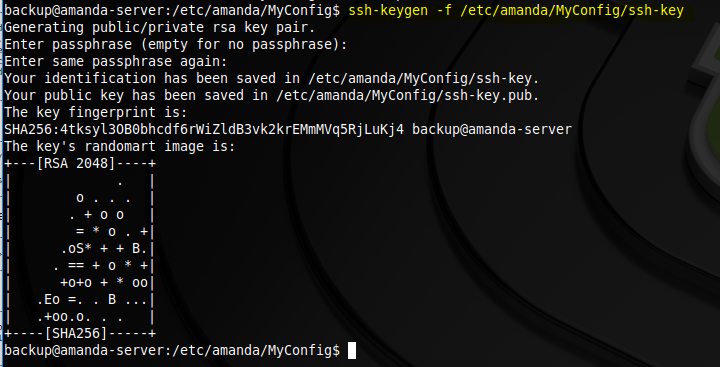 backup@amanda-server:/etc/amanda/MyConfig$ ssh-keygen -f /etc/amanda/MyConfig/ssh-key
Generating public/private rsa key pair.
Enter passphrase (empty for no passphrase):
Enter same passphrase again:
Your identification has been saved in /etc/amanda/MyConfig/ssh-key.
Your public key has been saved in /etc/amanda/MyConfig/ssh-key.pub.
The key fingerprint is:
SHA256:4tksyl3OB0bhcdf6rWiZldB3vk2krEMmMVq5RjLuKj4 backup@amanda-server
The key's randomart image is:
+---[RSA 2048]----+
|             .   |
|        o . . .  |
|       . + o o   |
|        = * o . +|
|      .oS* + + B.|
|     . == + o * +|
|      +o+o + * oo|
|   .Eo =. . B ...|
|   .+oo.o. . .   |
+----[SHA256]-----+
backup@amanda-server:/etc/amanda/MyConfig$